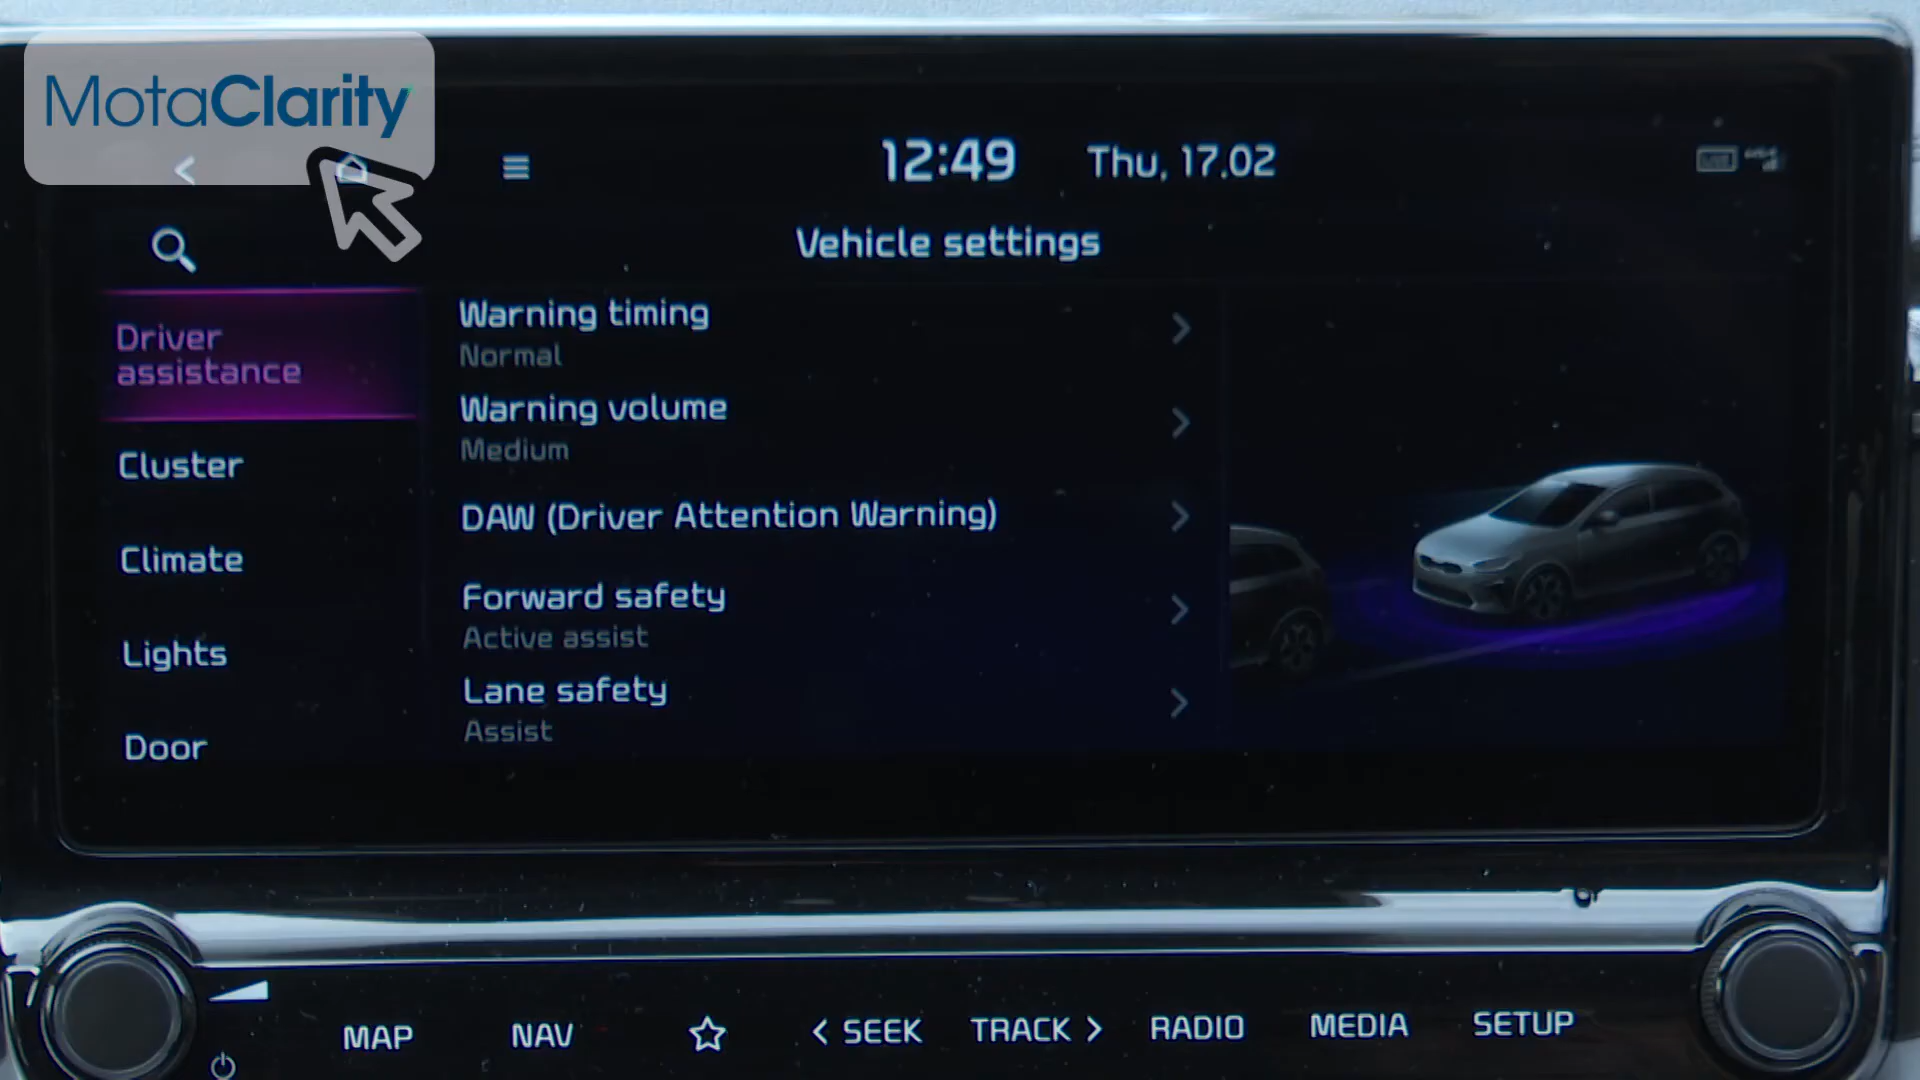 MotaClarity
12:49
Thu, 17.02
Vehicle settings
Driver
assistance
Cluster
Climate
Lights
Door
Warning timing
Normal
Warning volume
Medium
DAW (Driver Attention Warning)
Forward safety
Active assist
Lane safety
Assist
MAP
NAV
< SEEK
TRACK >
RADIO
MEDIA
SETUP